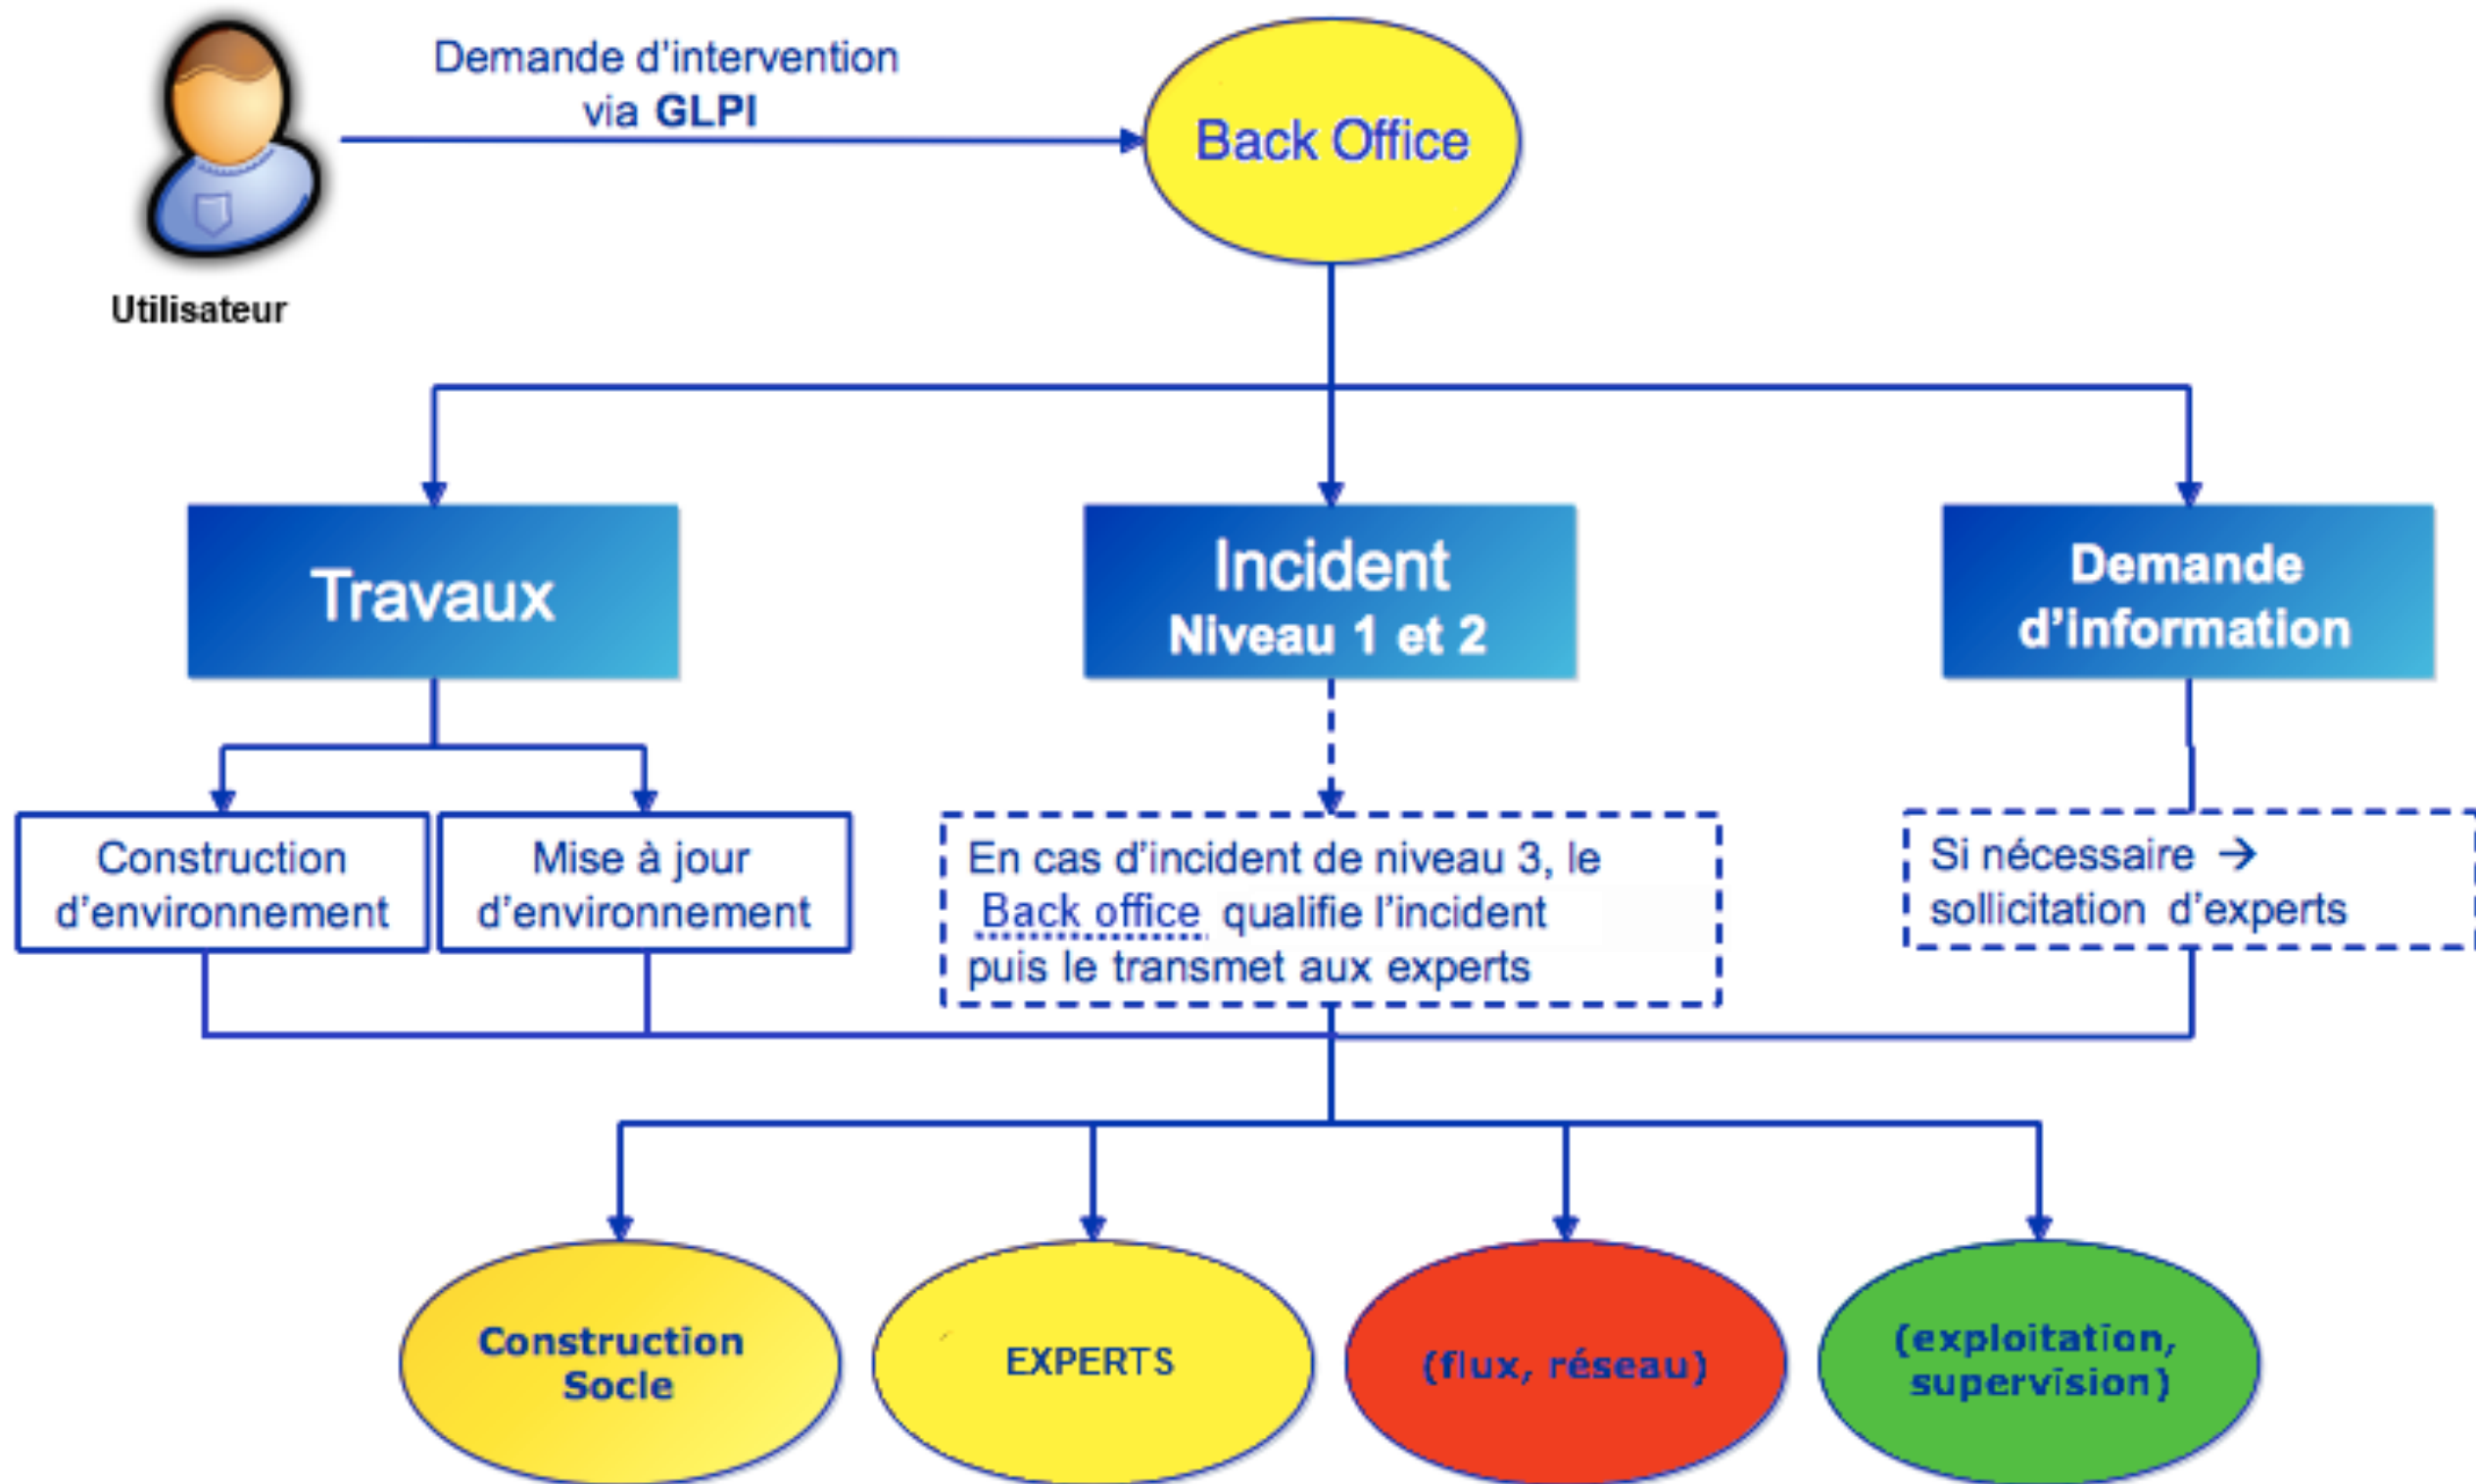 Demande d'intervention
via GLPI
Back Office
Utilisateur
Travaux
Incident
Niveau 1 et 2
Demande
d'information
Construction
d'environnement
Mise à jour
d'environnement
En cas d'incident de niveau 3, le
Back office qualifie l'incident
puis le transmet aux experts
Si nécessaire →
sollicitation d'experts
Construction
Socle
EXPERTS
(flux, réseau)
(exploitation,
supervision)